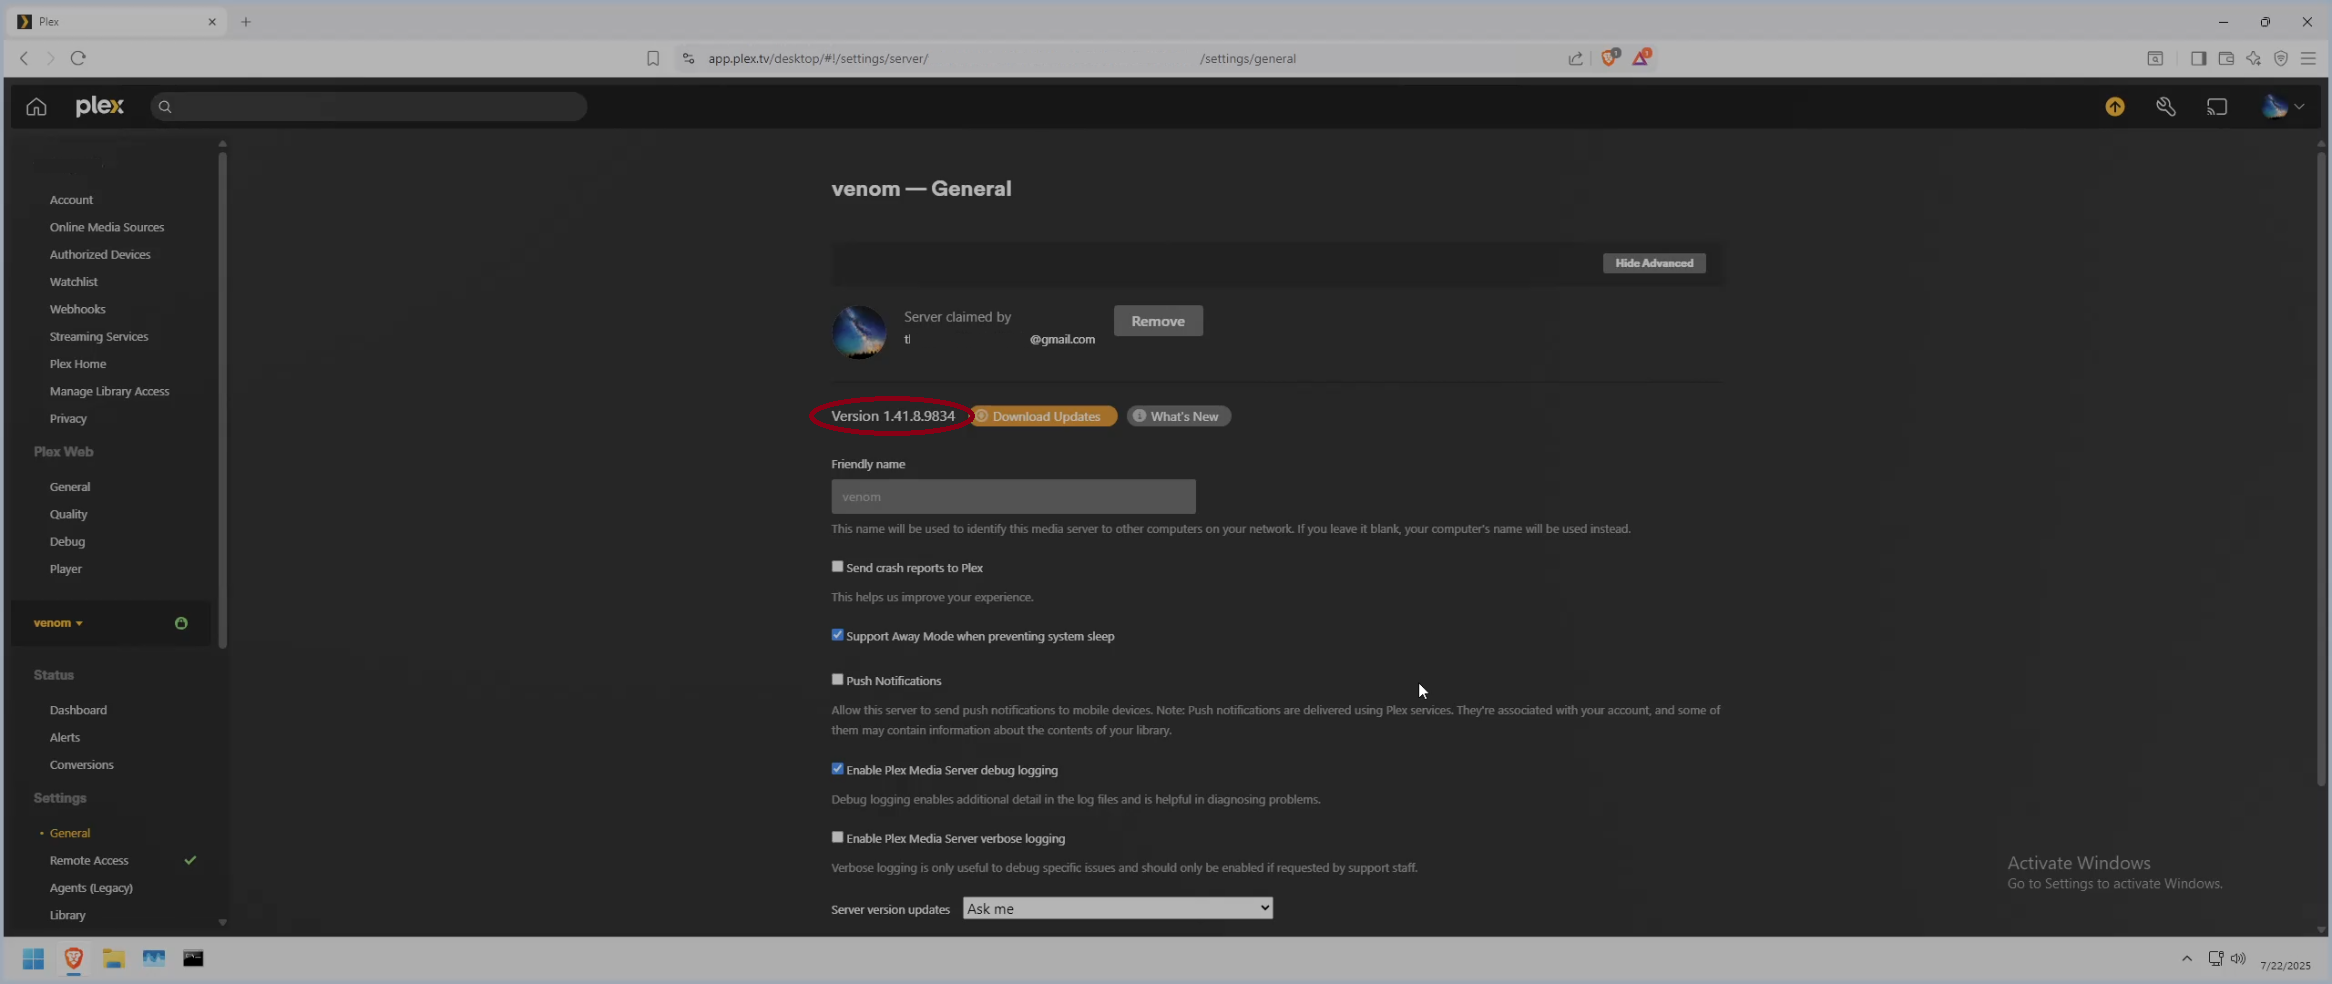 Plex
app.plex.tv/desktop/#!/settings/server/ /settings/general
plex
Account
Online Media Sources
Authorized Devices
Watchlist
Webhooks
Streaming Services
Plex Home
Manage Library Access
Privacy
Plex Web
General
Quality
Debug
Player
venom
Status
Dashboard
Alerts
Conversions
Settings
General
Remote Access
Agents (Legacy)
Library
venom — General
Hide Advanced
Server claimed by
@gmail.com
Remove
Version 1.41.8.9834
Download Updates
What's New
Friendly name
venom
This name will be used to identify this media server to other computers on your network. If you leave it blank, your computer's name will be used instead.
Send crash reports to Plex
This helps us improve your experience.
Support Away Mode when preventing system sleep
Push Notifications
Allow this server to send push notifications to mobile devices. Note: Push notifications are delivered using Plex services. They're associated with your account, and some of
them may contain information about the contents of your library.
Enable Plex Media Server debug logging
Debug logging enables additional detail in the log files and is helpful in diagnosing problems.
Enable Plex Media Server verbose logging
Verbose logging is only useful to debug specific issues and should only be enabled if requested by support staff.
Server version updates Ask me
Activate Windows
Go to Settings to activate Windows.
7/22/2025